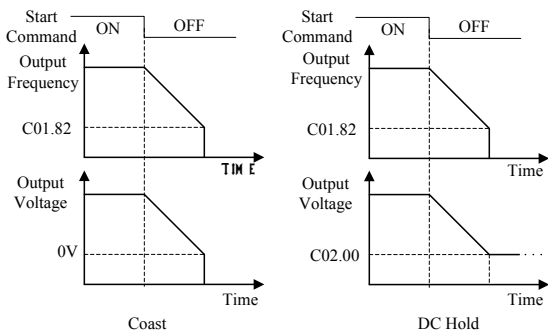 Start
Command
ON
OFF
Output
Frequency
C01.82
TIME
Output
Voltage
0V
Time
Coast
Start
Command
ON
OFF
Output
Frequency
C01.82
Time
Output
Voltage
C02.00
Time
DC Hold